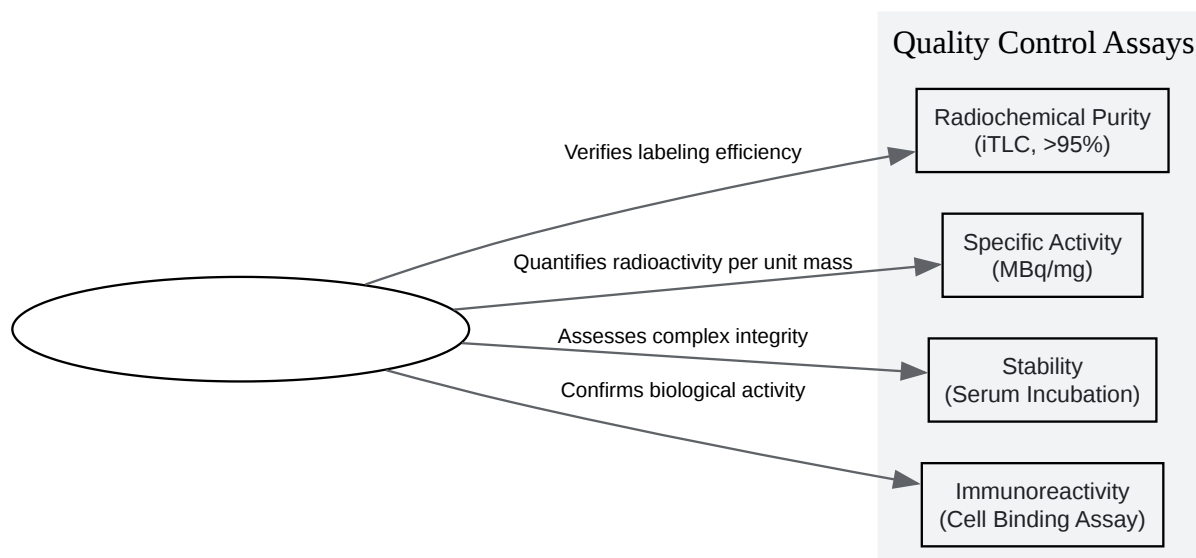 Quality Control Assays
Verifies labeling efficiency
Radiochemical Purity
(iTLC, >95%)
Quantifies radioactivity per unit mass
Specific Activity
(MBq/mg)
Assesses complex integrity
Stability
(Serum Incubation)
Confirms biological activity
Immunoreactivity
(Cell Binding Assay)